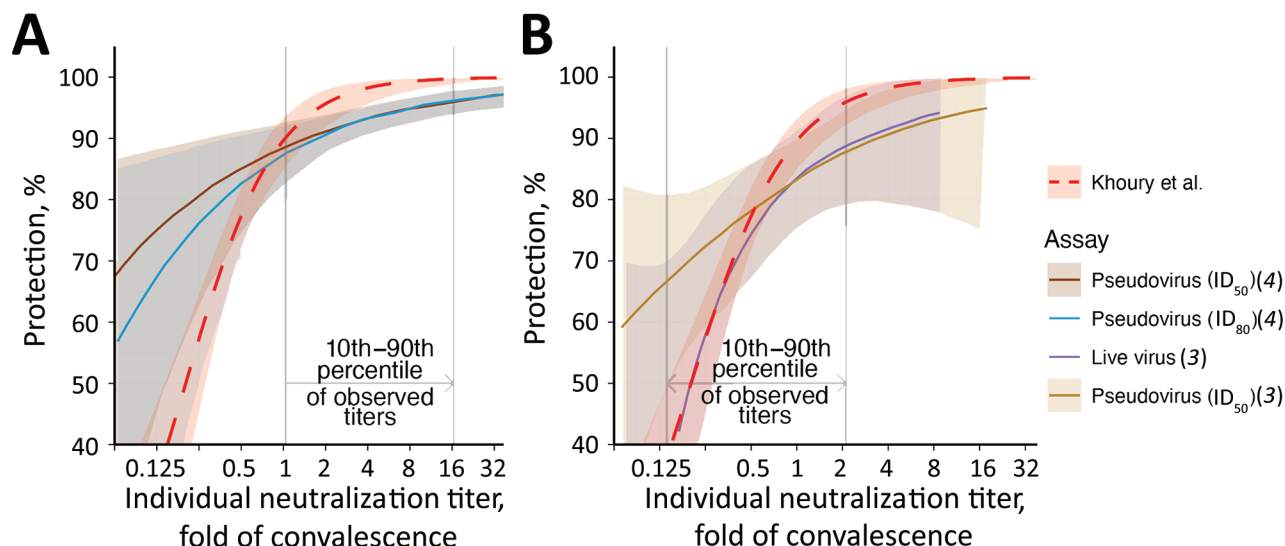 A
Protection, %
100
90
80
70
60
50
40
10th–90th
percentile
of observed
titers
0.125 0.5 1 2 4 8 16 32
Individual neutralization titer,
fold of convalescence
B
Protection, %
100
90
80
70
60
50
40
10th–90th
percentile
of observed
titers
0.125 0.5 1 2 4 8 16 32
Individual neutralization titer,
fold of convalescence
Khoury et al.
Assay
Pseudovirus (ID50)(4)
Pseudovirus (ID80)(4)
Live virus (3)
Pseudovirus (ID50)(3)